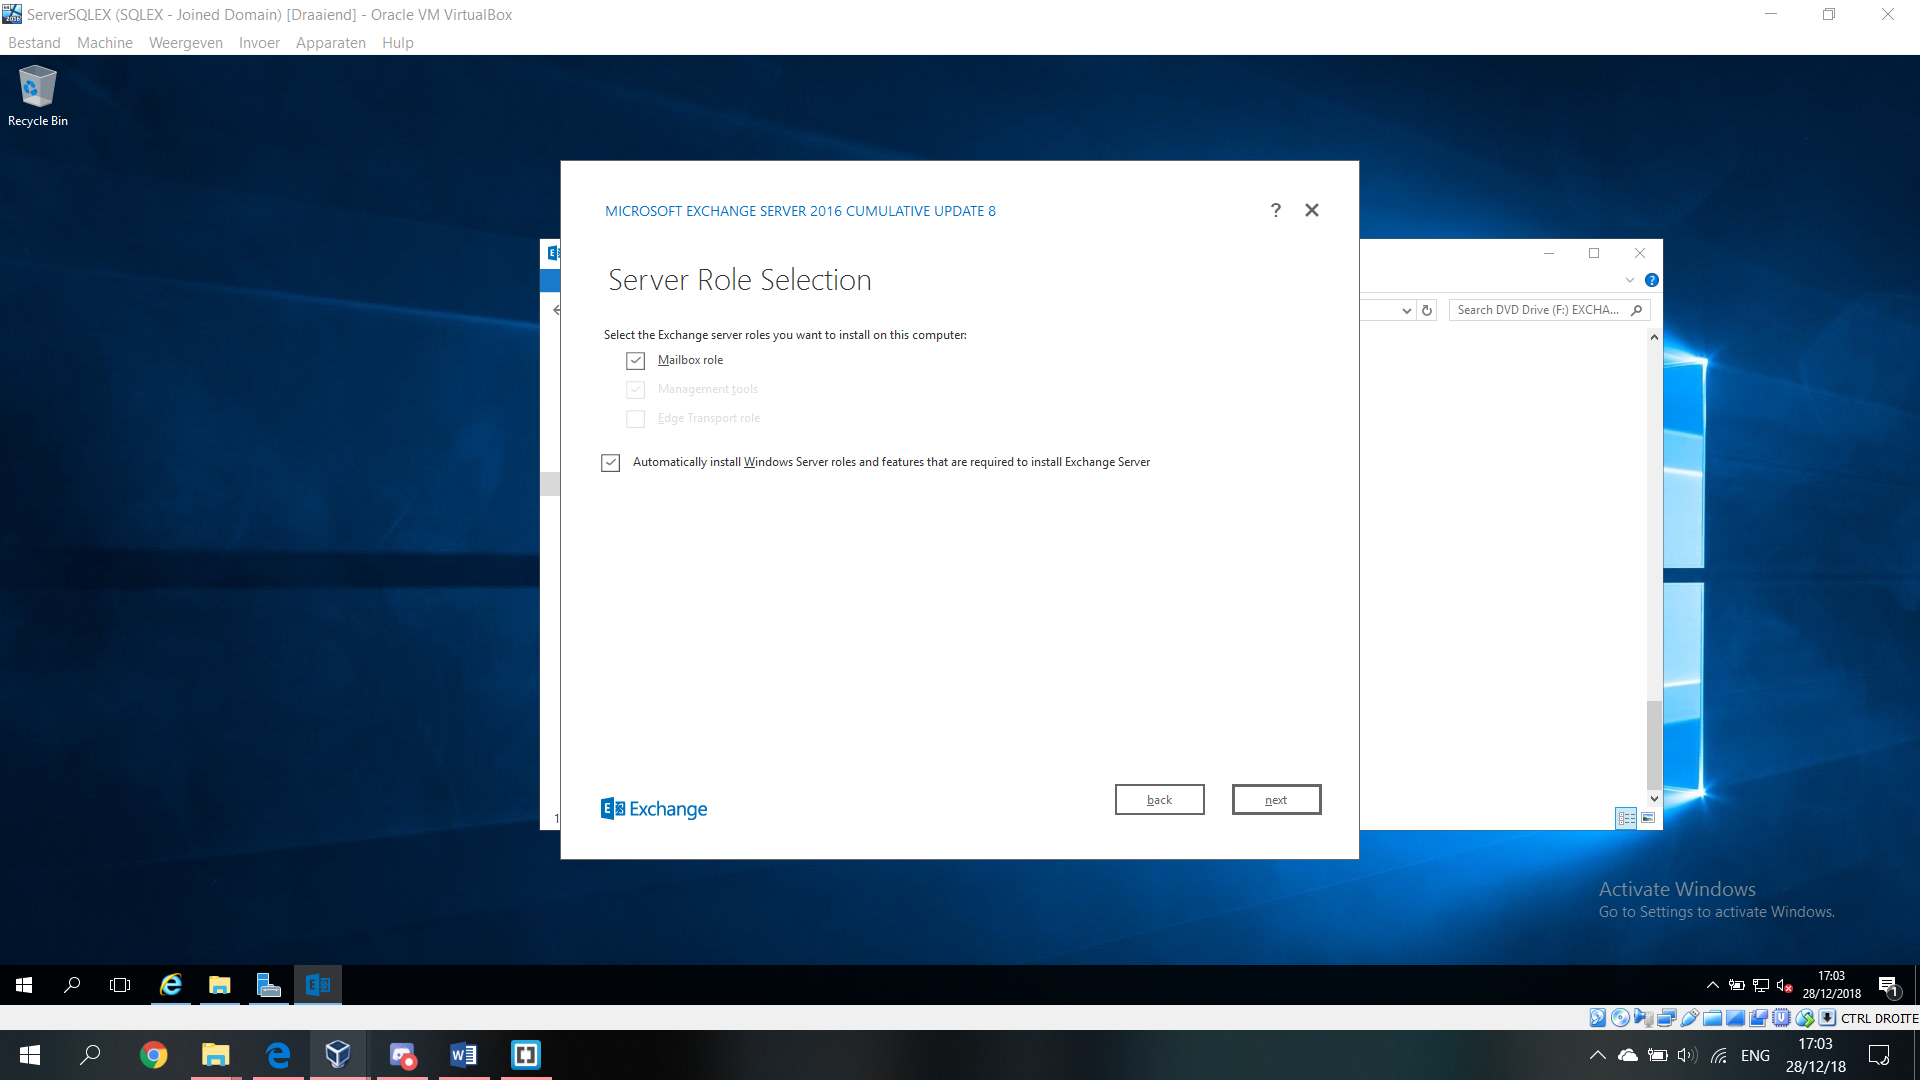 ServerSQLEX (SQLEX - Joined Domain) [Draaiend] - Oracle VM VirtualBox
Bestand Machine Weergeven Invoer Apparaten Hulp
Recycle Bin
MICROSOFT EXCHANGE SERVER 2016 CUMULATIVE UPDATE 8
?
Server Role Selection
Search DVD Drive (F:) EXCHA...
Select the Exchange server roles you want to install on this computer:
Mailbox role
Management tools
Edge Transport role
Automatically install Windows Server roles and features that are required to install Exchange Server
back
next
Exchange
1
Activate Windows
Go to Settings to activate Windows.
17:03
28/12/2018
1
CTRL DROITE
ENG
17:03
28/12/18